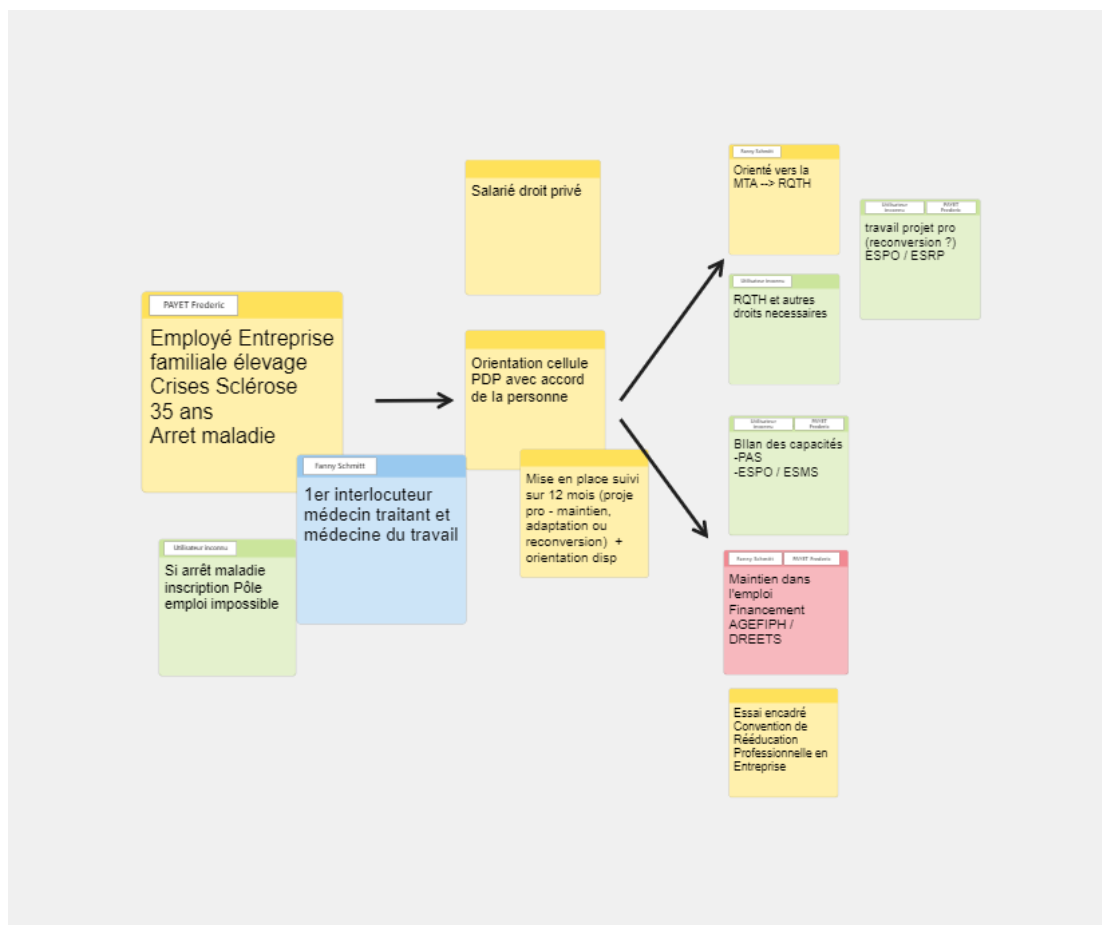 PAYET Frederic
Employé Entreprise
familiale élevage
Crises Sclérose
35 ans
Arret maladie
Fanny Schmitt
1er interlocuteur
médecin traitant et
médecine du travail
Utilisateur inconnu
Si arrêt maladie
inscription Pôle
emploi impossible
Salarié droit privé
Orientation cellule
PDP avec accord
de la personne
Mise en place suivi
sur 12 mois (proje
pro - maintien,
adaptation ou
reconversion) +
orientation disp
Fanny Schmitt
Orienté vers la
MTA --> RQTH
Utilisateur inconnu
PAYET Frederic
travail projet pro
(reconversion ?)
ESPO / ESRP
Utilisateur inconnu
RQTH et autres
droits necessaires
Utilisateur inconnu
PAYET Frederic
BIlan des capacités
-PAS
-ESPO / ESMS
Fanny Schmitt
PAYET Frederic
Maintien dans
l'emploi
Financement
AGEFIPH /
DREETS
Essai encadré
Convention de
Rééducation
Professionnelle en
Entreprise